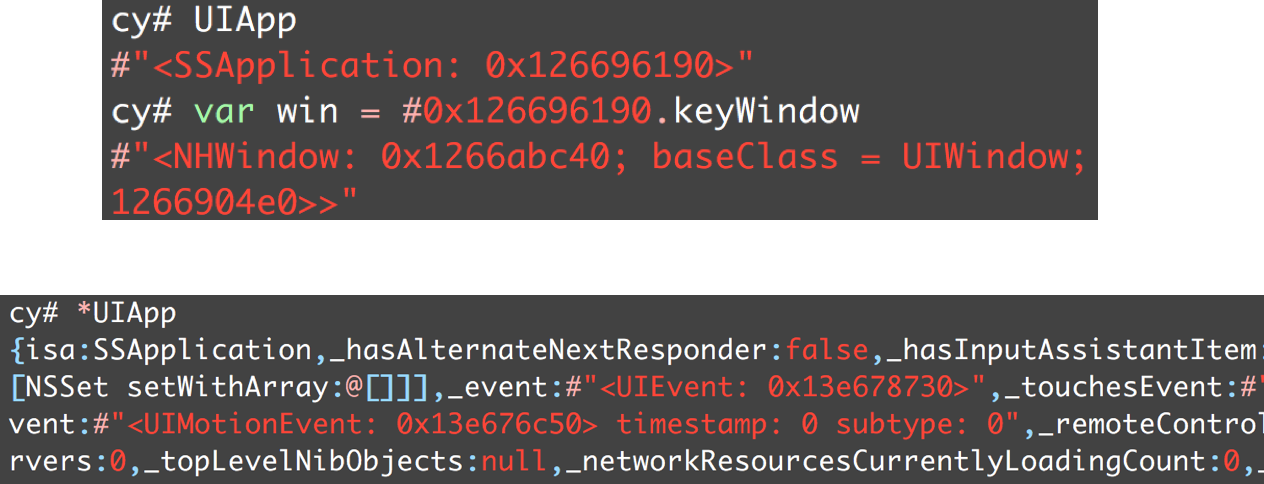 cy# UIApp
#"<SSApplication: 0x126696190>"
cy# var win = #0x126696190.keyWindow
#"<NHWindow: 0x1266abc40; baseClass = UIWindow;
1266904e0>>"
cy# *UIApp
{isa:SSApplication,_hasAlternateNextResponder:false,_hasInputAssistantItem:
[NSSet setWithArray:@[]]],_event:#"<UIEvent: 0x13e678730>",_touchesEvent:#"
vent:#"<UIMotionEvent: 0x13e676c50> timestamp: 0 subtype: 0",_remoteControl
rvers:0,_topLevelNibObjects:null,_networkResourcesCurrentlyLoadingCount:0,_